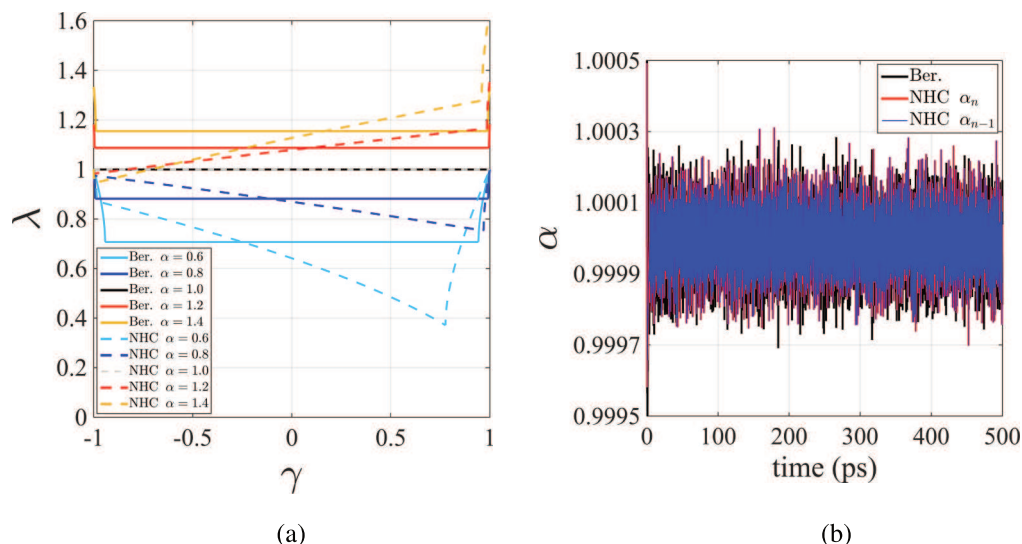 1.6
1.4
1.2
1
0.8
0.6
0.4
0.2
0
λ
Ber. α = 0.6
Ber. α = 0.8
Ber. α = 1.0
Ber. α = 1.2
Ber. α = 1.4
NHC α = 0.6
NHC α = 0.8
NHC α = 1.0
NHC α = 1.2
NHC α = 1.4
-1 -0.5 0 0.5 1
γ
(a)
1.0005
1.0003
1.0001
0.9999
0.9997
0.9995
α
Ber.
NHC αₙ
NHC αₙ₋₁
0 100 200 300 400 500
time (ps)
(b)